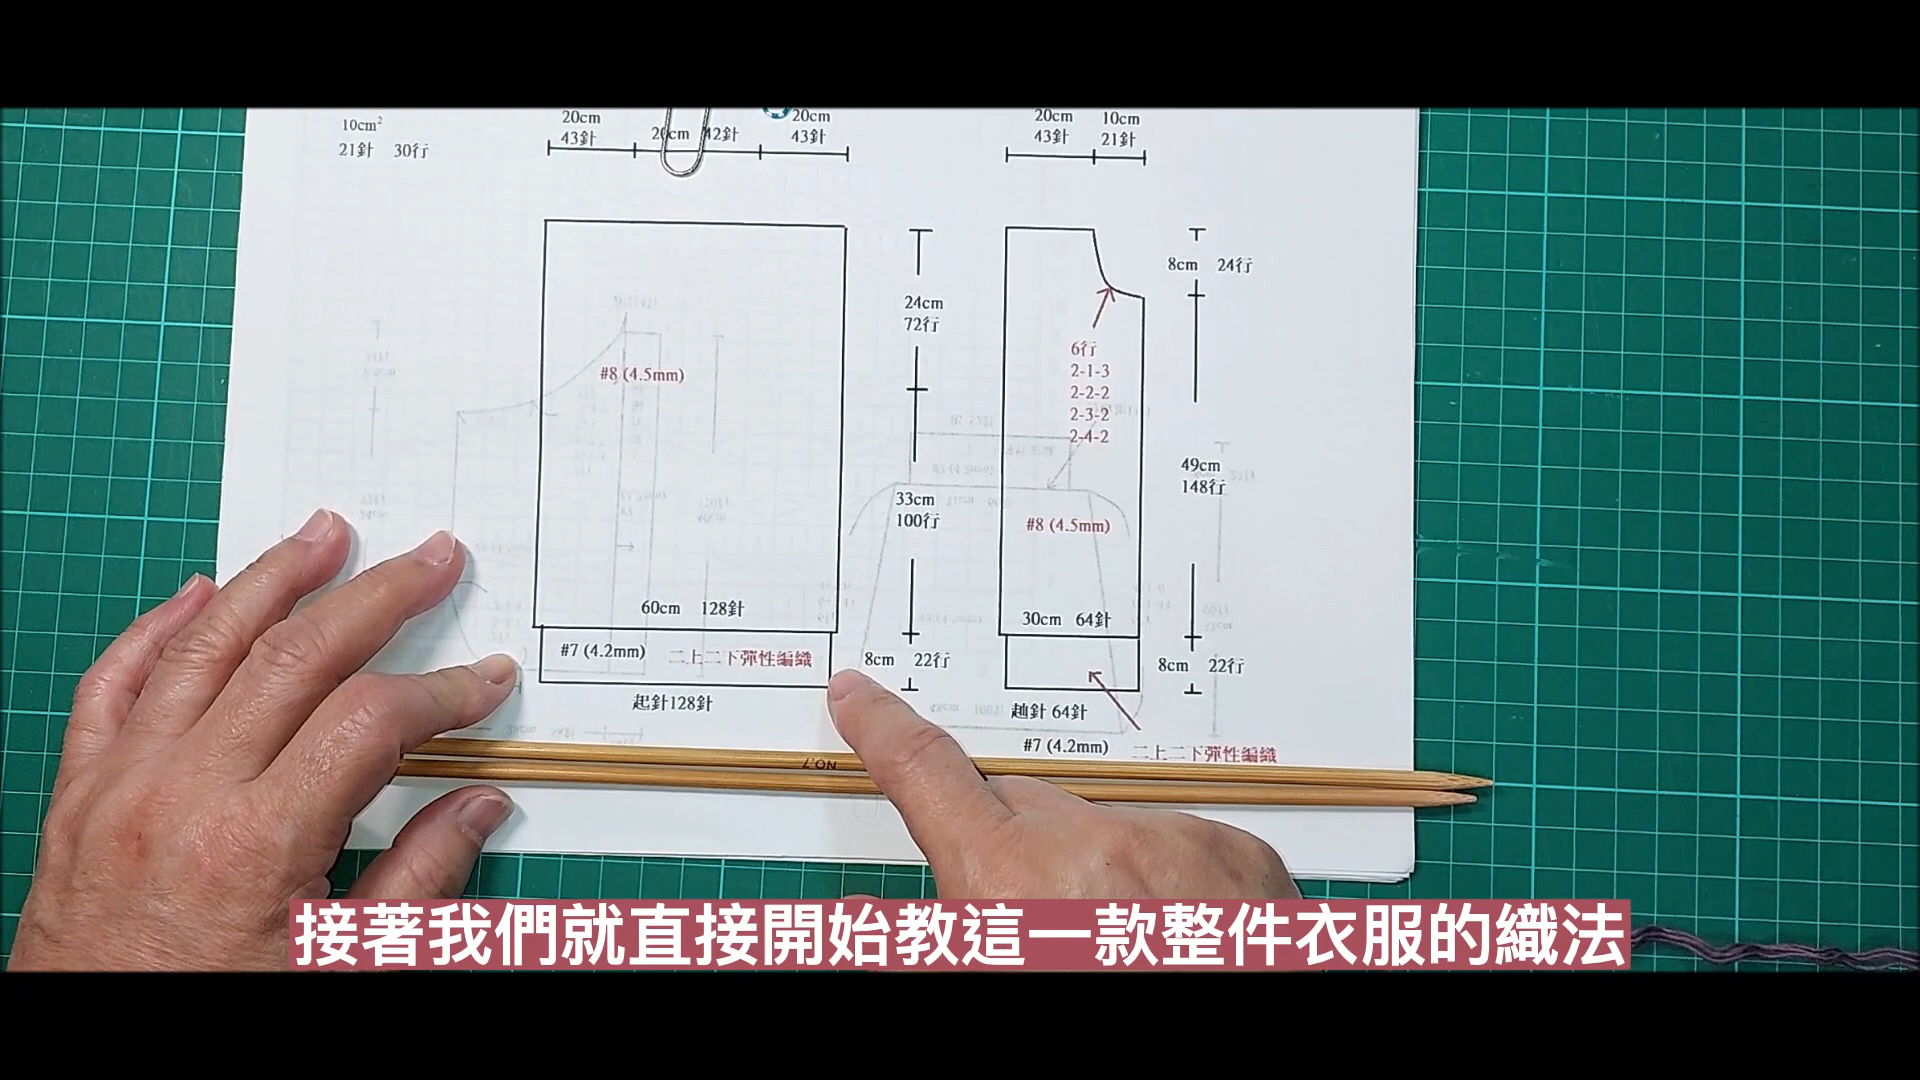 10cm²
21針 30行
20cm
43針
20cm 42針
20cm
43針
20cm
43針
10cm
21針
#8 (4.5mm)
60cm 128針
#7 (4.2mm) 二上二下彈性編織
起針128針
24cm
72行
33cm
100行
8cm 22行
8cm 24行
6行
2-1-3
2-2-2
2-3-2
2-4-2
49cm
148行
#8 (4.5mm)
30cm 64針
8cm 22行
起針 64針
#7 (4.2mm) 二上二下彈性編織
NO.7
接著我們就直接開始教這一款整件衣服的織法